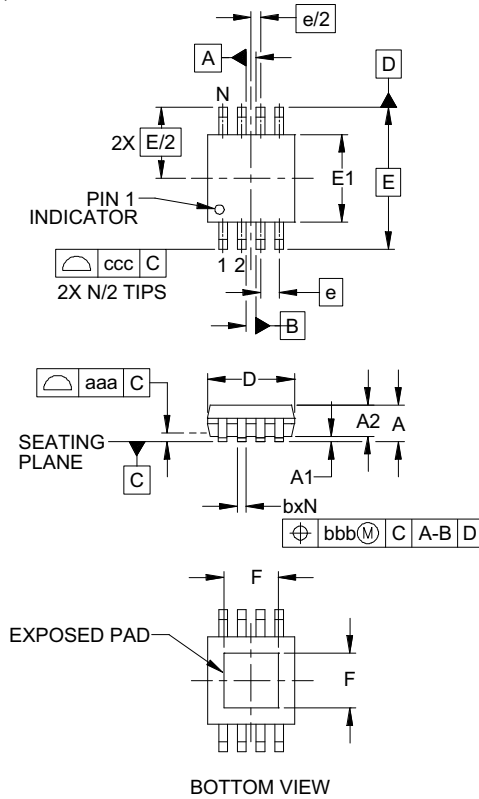 e/2
A
D
N
2X E/2
E1
E
PIN 1
INDICATOR
ccc C
1 2
2X N/2 TIPS
e
B
aaa C
D
A2 A
SEATING
PLANE
C
A1
bxN
bbbⓂ C A-B D
F
EXPOSED PAD
F
BOTTOM VIEW